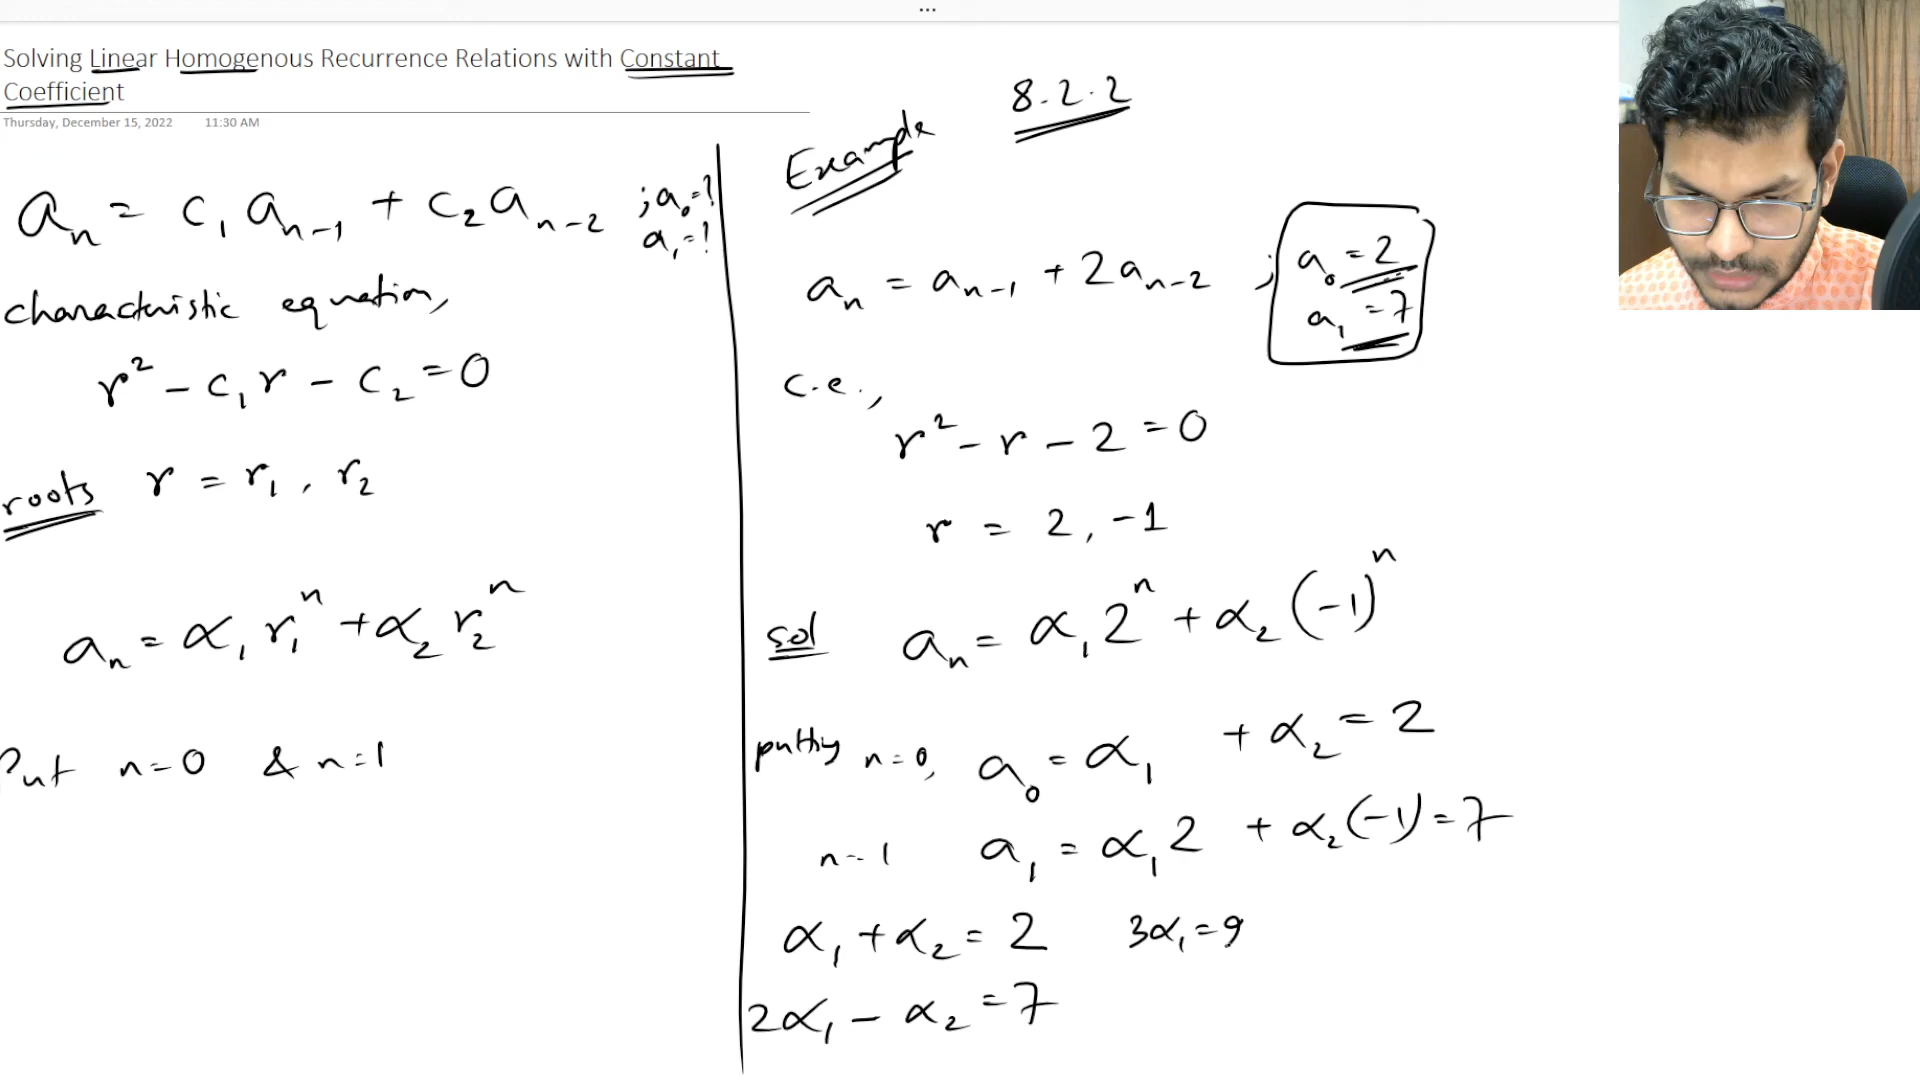 ...
Solving Linear Homogenous Recurrence Relations with Constant
Coefficient
Thursday, December 15, 2022 11:30 AM
aₙ = c₁aₙ₋₁ + c₂aₙ₋₂ ; a₀=?
a₁=?
characteristic equation,
r² - c₁r - c₂ = 0
roots r = r₁, r₂
aₙ = α₁r₁ⁿ + α₂r₂ⁿ
Put n=0 & n=1
Example 8.2.2
aₙ = aₙ₋₁ + 2aₙ₋₂ ; a₀ = 2
a₁ = 7
c.e.,
r² - r - 2 = 0
r = 2, -1
sol aₙ = α₁2ⁿ + α₂(-1)ⁿ
putting n=0, a₀ = α₁ + α₂ = 2
n=1 a₁ = α₁2 + α₂(-1) = 7
α₁ + α₂ = 2 3α₁ = 9
2α₁ - α₂ = 7